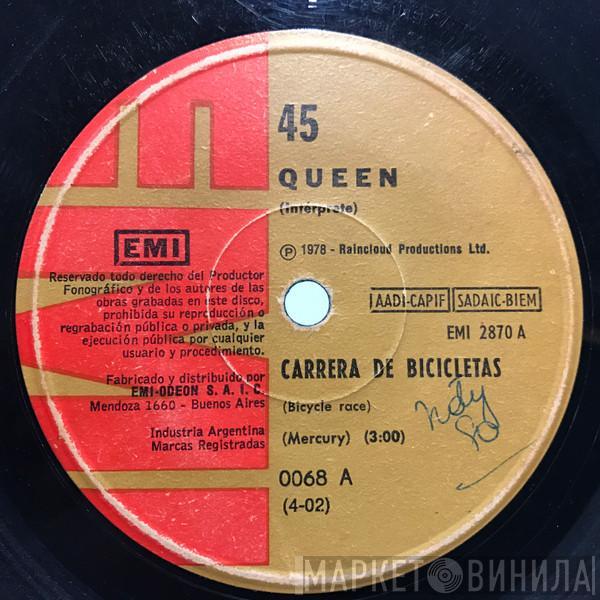 45
QUEEN
(intérprete)
Ⓟ 1978 - Raincloud Productions Ltd.
EMI
Reservado todo derecho del Productor
Fonográfico y de los autores de las
obras grabadas en este disco,
prohibida su reproducción o
regrabación pública o privada, y la
ejecución pública por cualquier
usuario y procedimiento.
Fabricado y distribuido por
EMI-ODEON S. A. I. C.
Mendoza 1660 - Buenos Aires
Industria Argentina
Marcas Registradas
AADI-CAPIF SADAIC-BIEM
EMI 2870 A
CARRERA DE BICICLETAS
(Bicycle race)
(Mercury) (3:00)
0068 A
(4-02)
МАРКЕТ ВИНИЛА